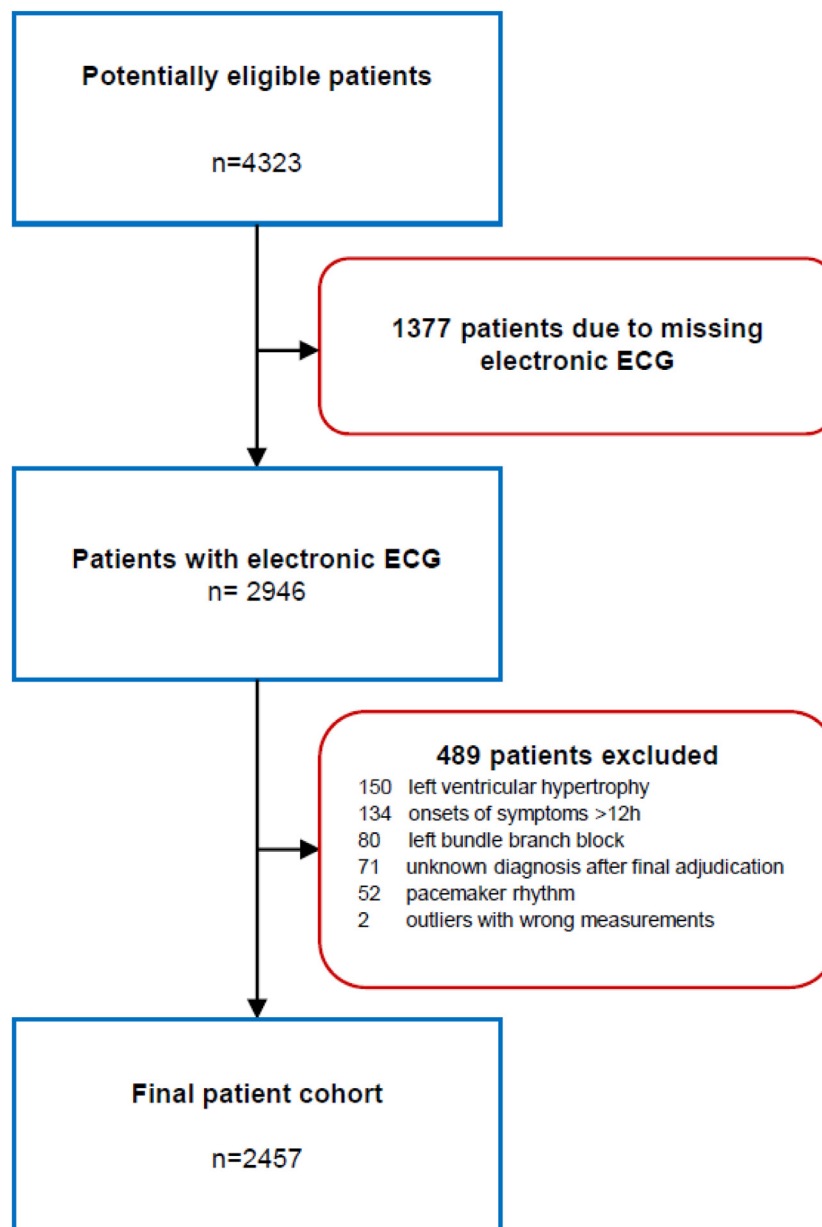 Potentially eligible patients
n=4323
1377 patients due to missing
electronic ECG
Patients with electronic ECG
n= 2946
489 patients excluded
150 left ventricular hypertrophy
134 onsets of symptoms >12h
80 left bundle branch block
71 unknown diagnosis after final adjudication
52 pacemaker rhythm
2 outliers with wrong measurements
Final patient cohort
n=2457